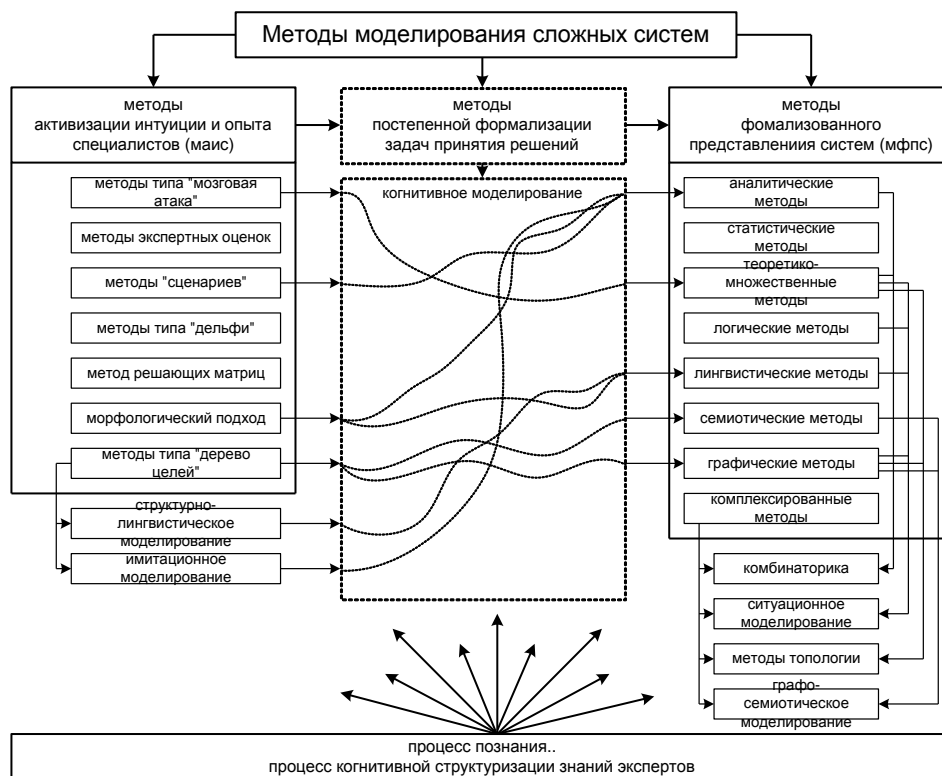 Методы моделирования сложных систем
методы
активизации интуиции и опыта
специалистов (маис)
методы
постепенной формализации
задач принятия решений
методы
фомализованного
представлениия систем (мфпс)
методы типа "мозговая
атака"
методы экспертных оценок
методы "сценариев"
методы типа "дельфи"
метод решающих матриц
морфологический подход
методы типа "дерево
целей"
структурно-
лингвистическое
моделирование
имитационное
моделирование
когнитивное моделирование
аналитические
методы
статистические
методы
теоретико-
множественные
методы
логические методы
лингвистические методы
семиотические методы
графические методы
комплексированные
методы
комбинаторика
ситуационное
моделирование
методы топологии
графо-
семиотическое
моделирование
процесс познания..
процесс когнитивной структуризации знаний экспертов